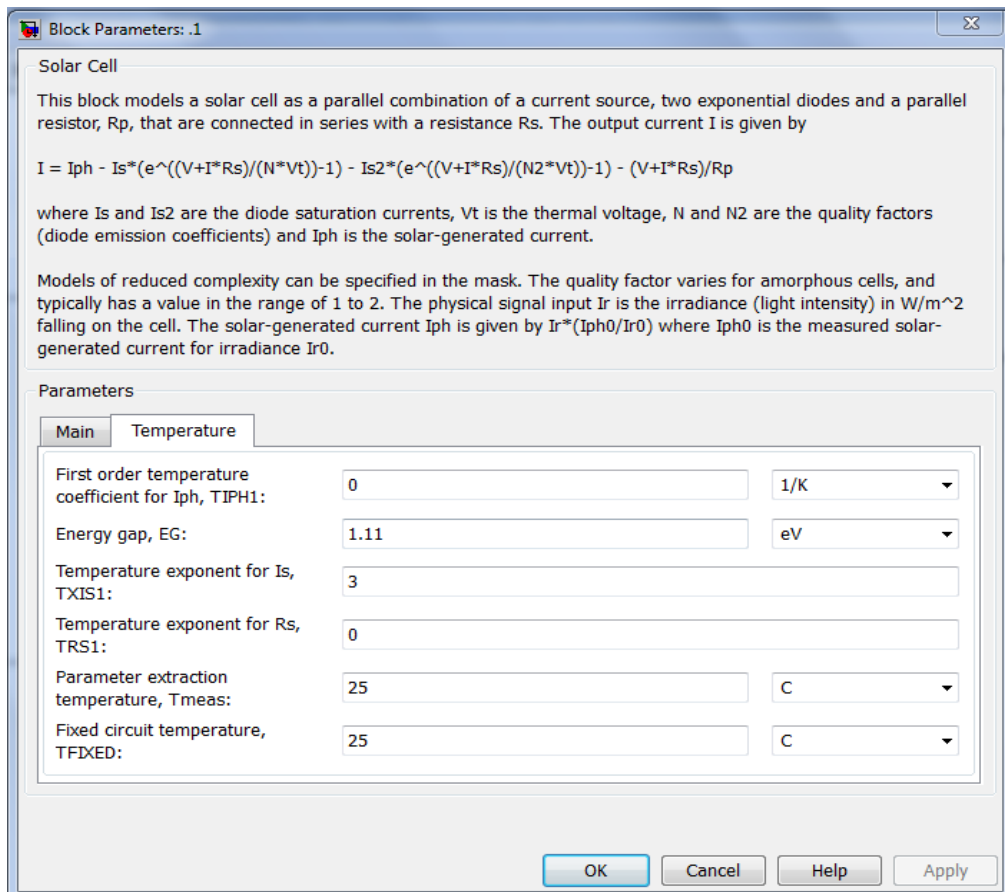 Block Parameters: .1
Solar Cell
This block models a solar cell as a parallel combination of a current source, two exponential diodes and a parallel
resistor, Rp, that are connected in series with a resistance Rs. The output current I is given by
I = Iph - Is*(e^((V+I*Rs)/(N*Vt))-1) - Is2*(e^((V+I*Rs)/(N2*Vt))-1) - (V+I*Rs)/Rp
where Is and Is2 are the diode saturation currents, Vt is the thermal voltage, N and N2 are the quality factors
(diode emission coefficients) and Iph is the solar-generated current.
Models of reduced complexity can be specified in the mask. The quality factor varies for amorphous cells, and
typically has a value in the range of 1 to 2. The physical signal input Ir is the irradiance (light intensity) in W/m^2
falling on the cell. The solar-generated current Iph is given by Ir*(Iph0/Ir0) where Iph0 is the measured solar-
generated current for irradiance Ir0.
Parameters
Main Temperature
First order temperature
coefficient for Iph, TIPH1: 0 1/K
Energy gap, EG: 1.11 eV
Temperature exponent for Is,
TXIS1: 3
Temperature exponent for Rs,
TRS1: 0
Parameter extraction
temperature, Tmeas: 25 C
Fixed circuit temperature,
TFIXED: 25 C
OK Cancel Help Apply